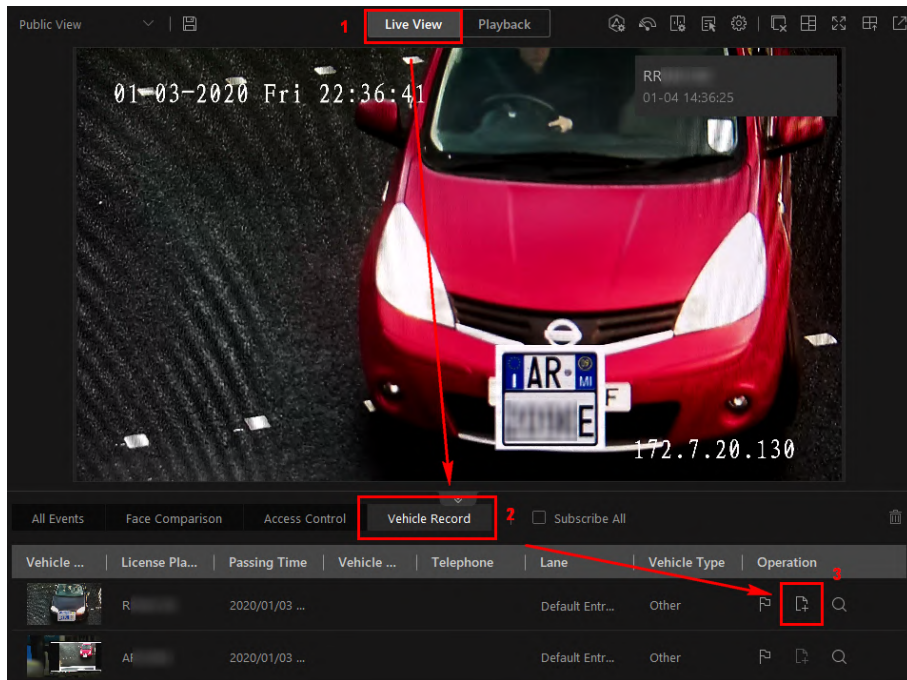 Public View
1
Live View
Playback
01-03-2020 Fri 22:36:41
RR
01-04 14:36:25
I AR MI
F
E
172.7.20.130
All Events
Face Comparison
Access Control
Vehicle Record
2
Subscribe All
Vehicle ...
License Pla...
Passing Time
Vehicle ...
Telephone
Lane
Vehicle Type
Operation
3
R
2020/01/03 ...
Default Entr...
Other
AF
2020/01/03 ...
Default Entr...
Other